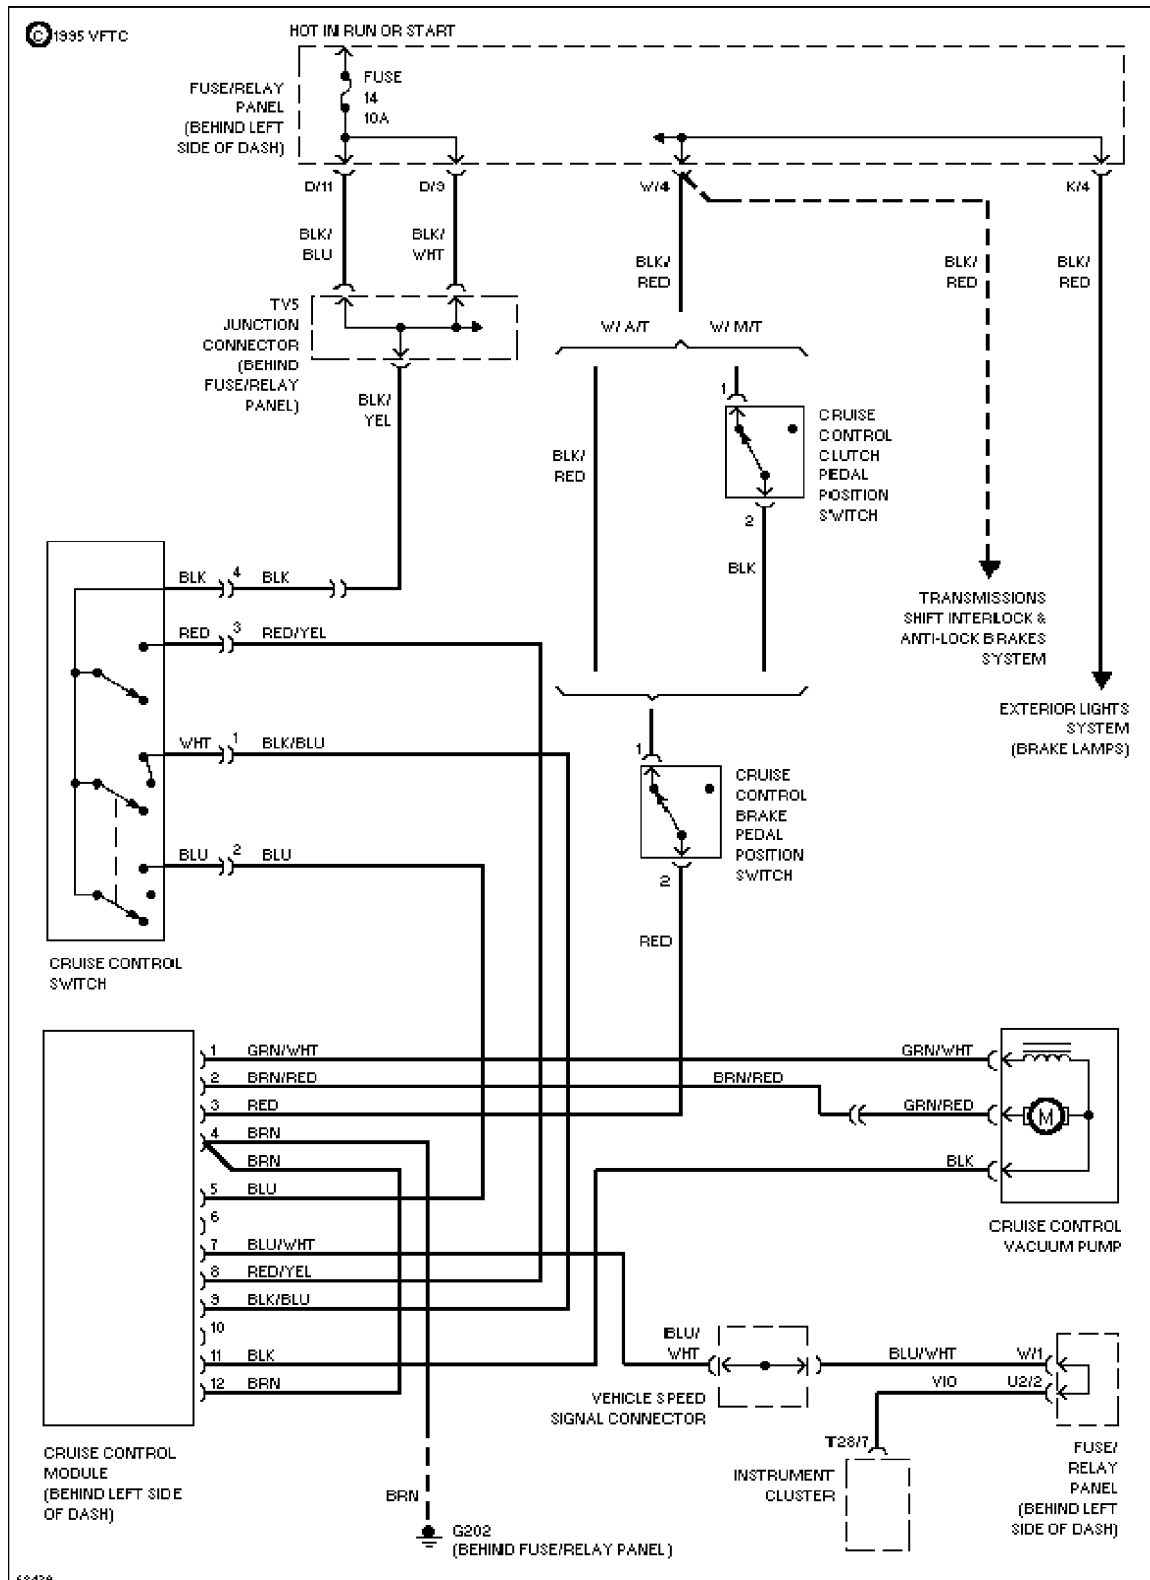 © 1995 VFTC
HOT IN RUN OR START
FUSE/RELAY
PANEL
(BEHIND LEFT
SIDE OF DASH)
FUSE
14
10A
D/11
D/9
W/4
K/4
BLK/
BLU
BLK/
WHT
BLK/
RED
BLK/
RED
BLK/
RED
TV5
JUNCTION
CONNECTOR
(BEHIND
FUSE/RELAY
PANEL)
W/ A/T
W/ M/T
BLK/
YEL
1
CRUISE
CONTROL
CLUTCH
PEDAL
POSITION
SWITCH
BLK/
RED
2
BLK
BLK 4 BLK
RED 3 RED/YEL
TRANSMISSIONS
SHIFT INTERLOCK &
ANTI-LOCK BRAKES
SYSTEM
EXTERIOR LIGHTS
SYSTEM
(BRAKE LAMPS)
WHT 1 BLK/BLU
1
CRUISE
CONTROL
BRAKE
PEDAL
POSITION
SWITCH
BLU 2 BLU
2
RED
CRUISE CONTROL
SWITCH
1 GRN/WHT
GRN/WHT
2 BRN/RED
BRN/RED
3 RED
GRN/RED
M
4 BRN
BRN
BLK
5 BLU
6
7 BLU/WHT
8 RED/YEL
9 BLK/BLU
10
11 BLK
12 BRN
CRUISE CONTROL
VACUUM PUMP
BLU/
WHT
BLU/WHT
W/1
VIO
U2/2
VEHICLE SPEED
SIGNAL CONNECTOR
T28/7
CRUISE CONTROL
MODULE
(BEHIND LEFT SIDE
OF DASH)
INSTRUMENT
CLUSTER
FUSE/
RELAY
PANEL
(BEHIND LEFT
SIDE OF DASH)
BRN
G202
(BEHIND FUSE/RELAY PANEL)